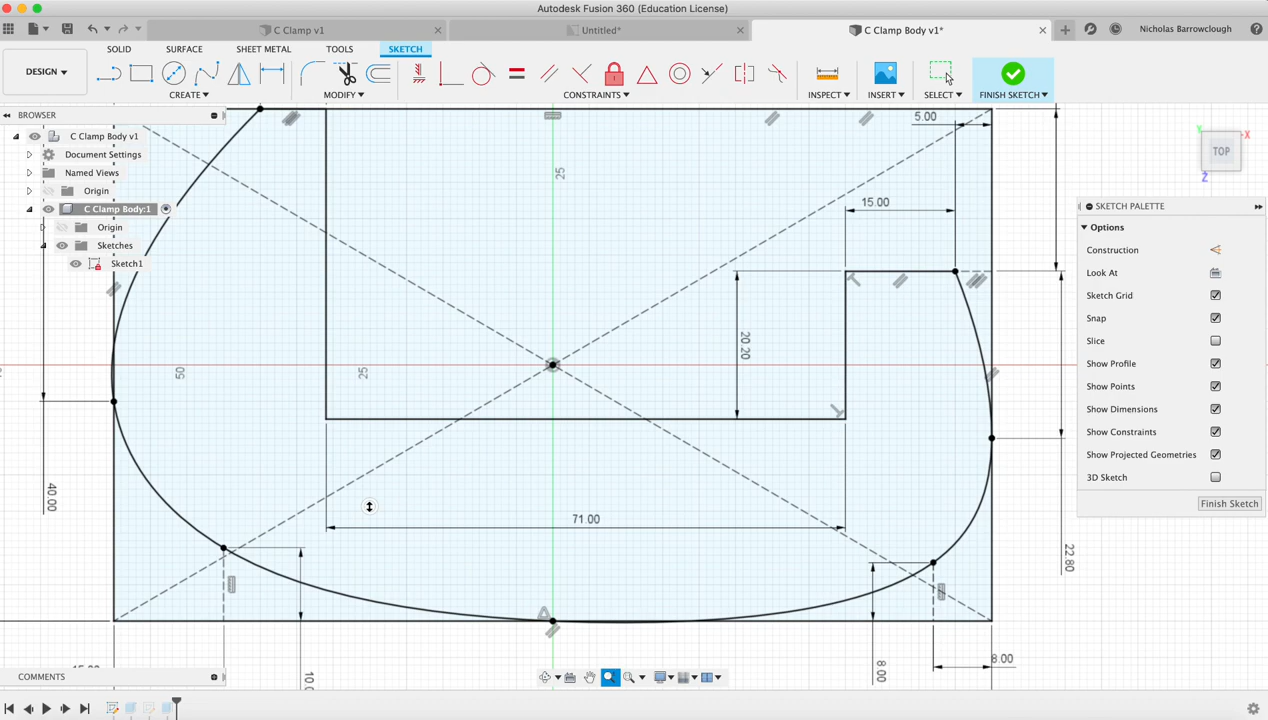 Autodesk Fusion 360 (Education License)
C Clamp v1
Untitled*
C Clamp Body v1*
Nicholas Barrowclough
SOLID
SURFACE
SHEET METAL
TOOLS
SKETCH
DESIGN
CREATE
MODIFY
CONSTRAINTS
INSPECT
INSERT
SELECT
FINISH SKETCH
BROWSER
C Clamp Body v1
Document Settings
Named Views
Origin
C Clamp Body:1
Origin
Sketches
Sketch1
5.00
25
15.00
TOP
X
Y
Z
SKETCH PALETTE
Options
Construction
Look At
Sketch Grid
Snap
Slice
Show Profile
Show Points
Show Dimensions
Show Constraints
Show Projected Geometries
3D Sketch
Finish Sketch
20.20
50
25
40.00
71.00
22.80
8.00
8.00
COMMENTS